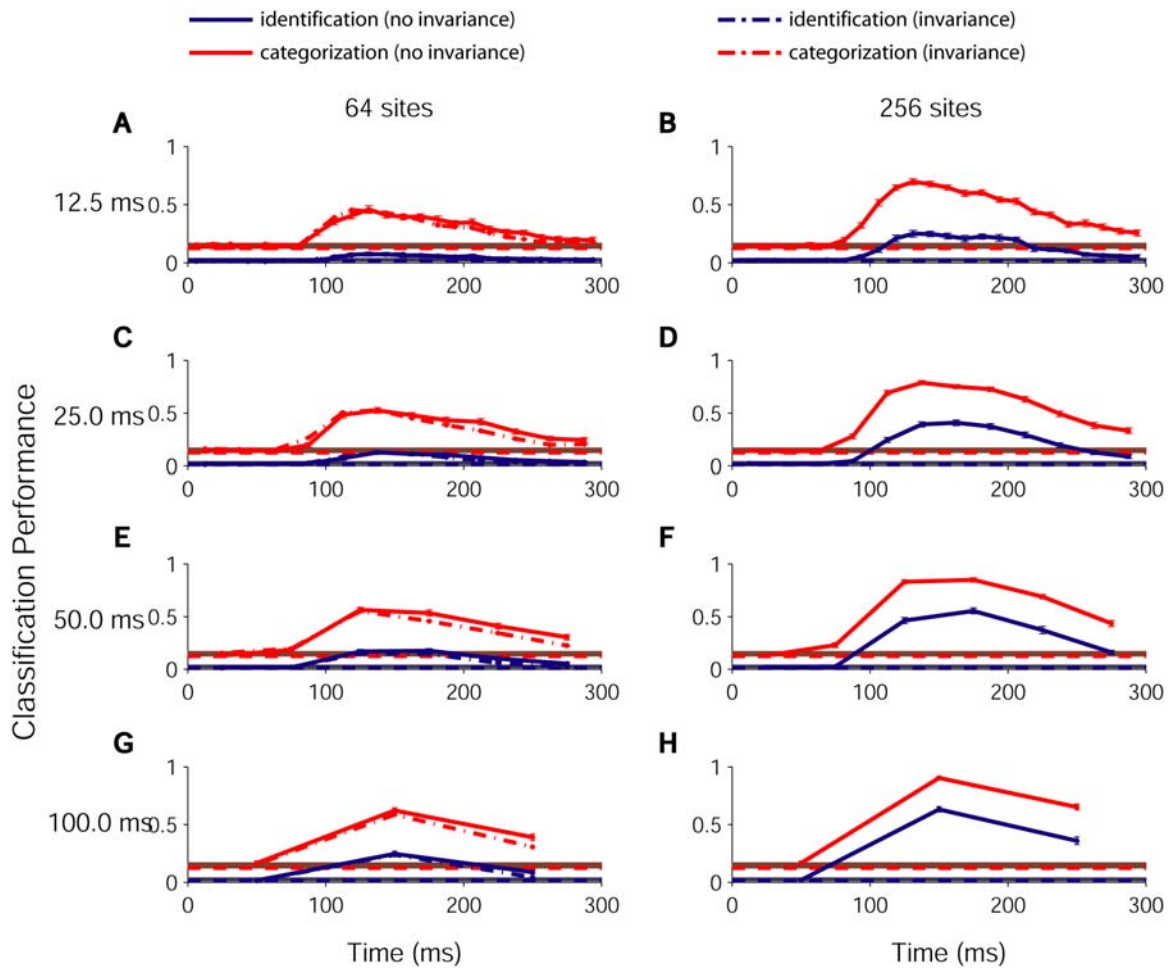 identification (no invariance)
categorization (no invariance)
identification (invariance)
categorization (invariance)
64 sites
256 sites
Classification Performance
12.5 ms
A
1
0.5
0
0 100 200 300
B
1
0.5
0
0 100 200 300
25.0 ms
C
1
0.5
0
0 100 200 300
D
1
0.5
0
0 100 200 300
50.0 ms
E
1
0.5
0
0 100 200 300
F
1
0.5
0
0 100 200 300
100.0 ms
G
1
0.5
0
0 100 200 300
H
1
0.5
0
0 100 200 300
Time (ms)
Time (ms)